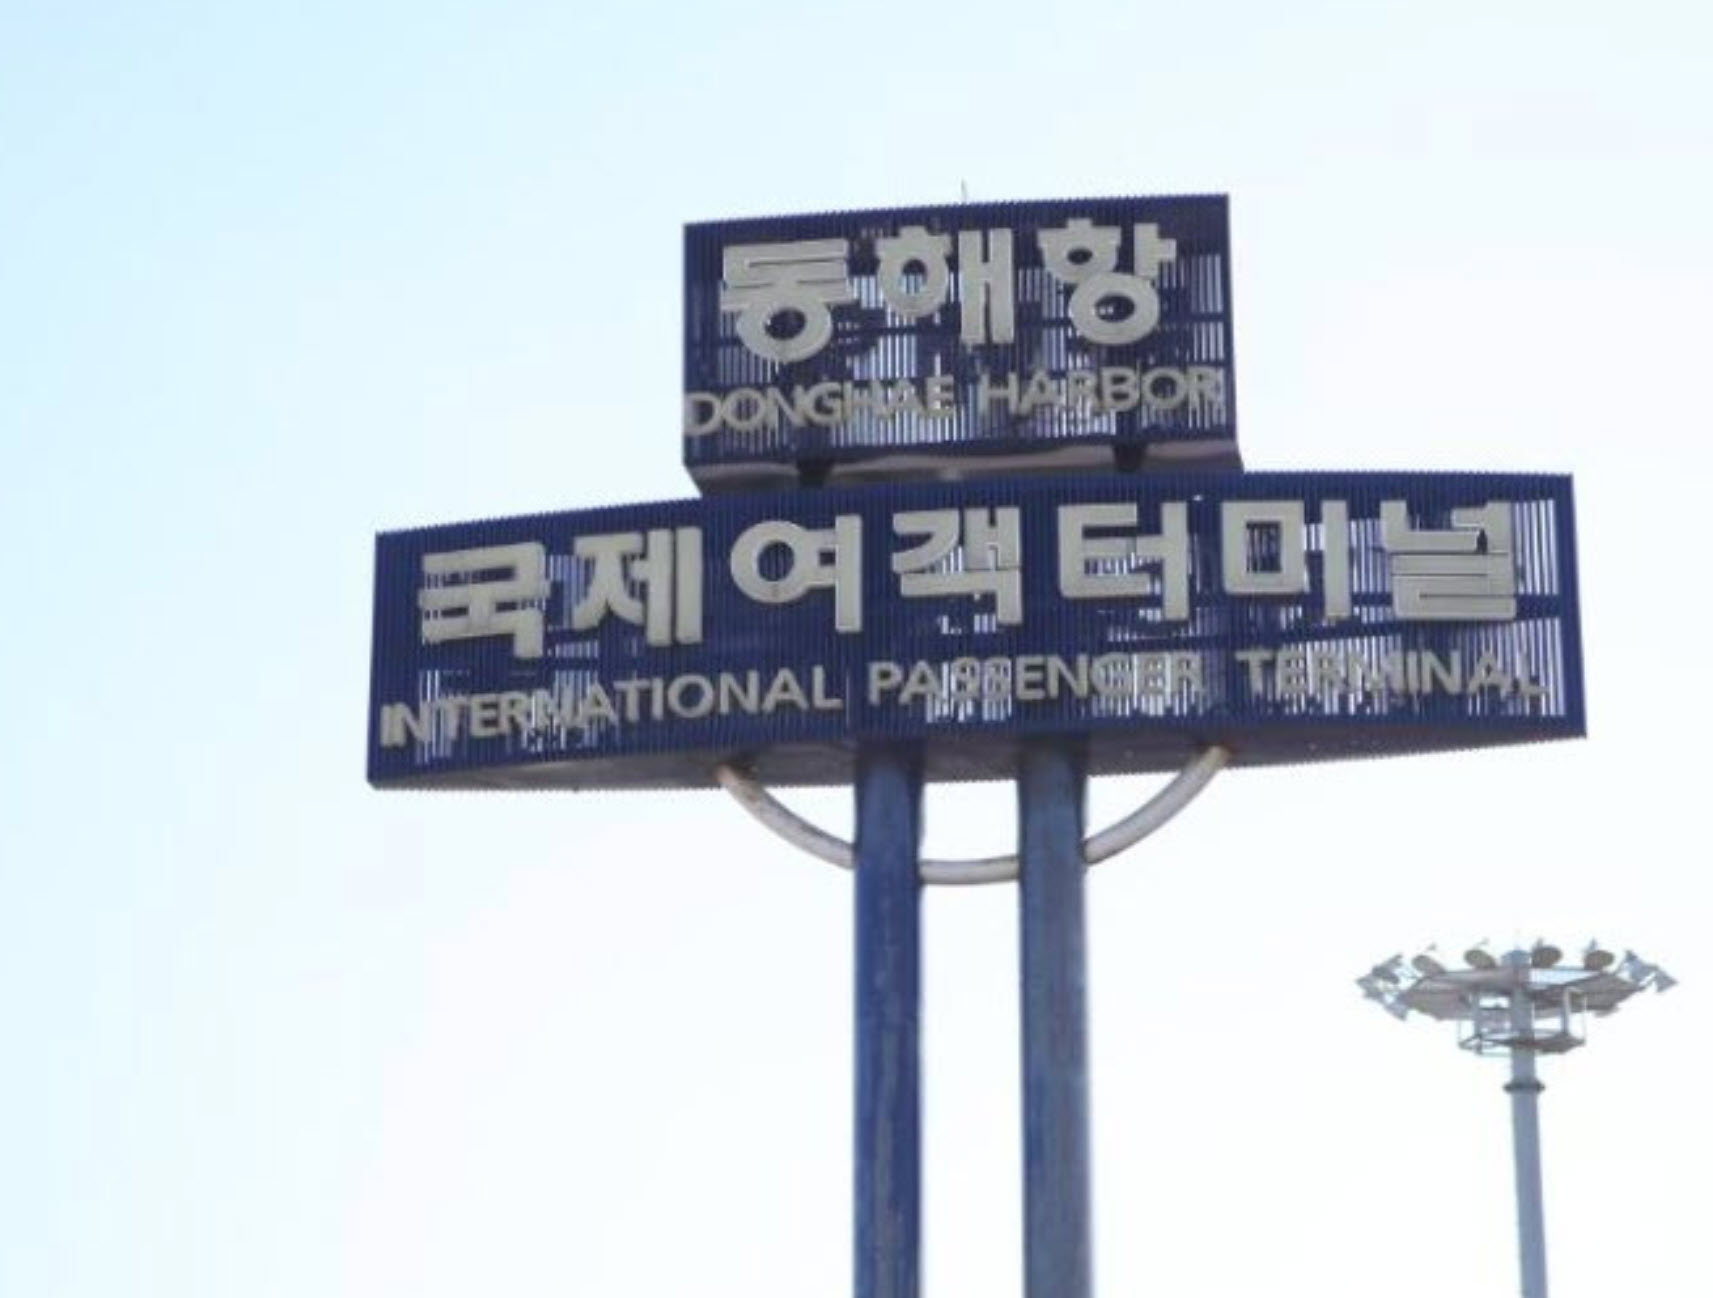 동해항
DONGHAE HARBOR
국제여객터미널
INTERNATIONAL PASSENGER TERMINAL